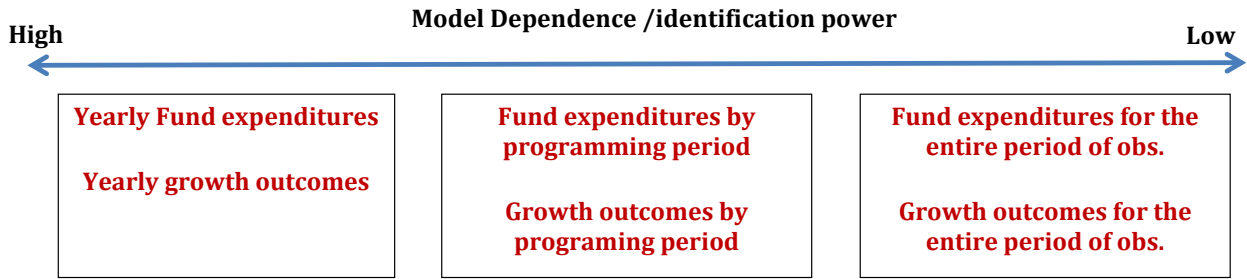 Model Dependence /identification power
High
Low
Yearly Fund expenditures
Yearly growth outcomes
Fund expenditures by
programming period
Growth outcomes by
programing period
Fund expenditures for the
entire period of obs.
Growth outcomes for the
entire period of obs.